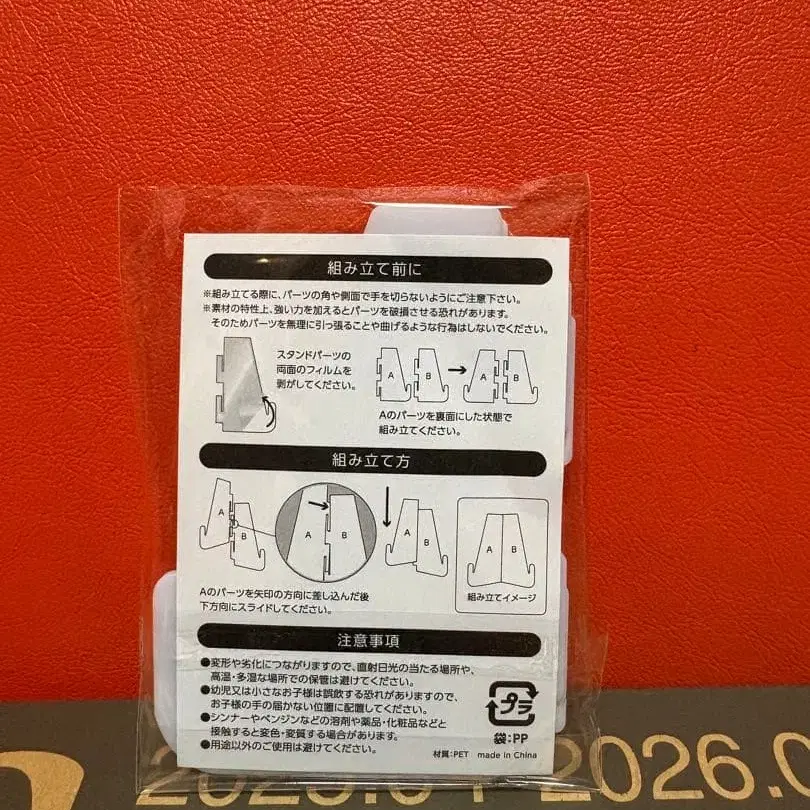 組み立て前に
※組み立てる際に、パーツの角や側面で手を切らないようにご注意下さい。
※素材の特性上、強い力を加えるとパーツを破損させる恐れがあります。
そのためパーツを無理に引っ張ることや曲げるような行為はしないでください。
スタンドパーツの
両面のフィルムを
剥がしてください。
A B A B
Aのパーツを裏面にした状態で
組み立てください。
組み立て方
A B A B A B A B
Aのパーツを矢印の方向に差し込んだ後
下方向にスライドしてください。
組み立てイメージ
注意事項
●変形や劣化につながりますので、直射日光の当たる場所や、
高温・多湿な場所での保管は避けてください。
●幼児又は小さなお子様は誤飲する恐れがありますので、
お子様の手の届かない位置に配置してください。
●シンナーやベンジンなどの溶剤や薬品・化粧品などと
接触すると変色・変質する場合があります。
●用途以外のご使用は避けてください。
プラ
袋:PP
材質:PET made in China
2026.0